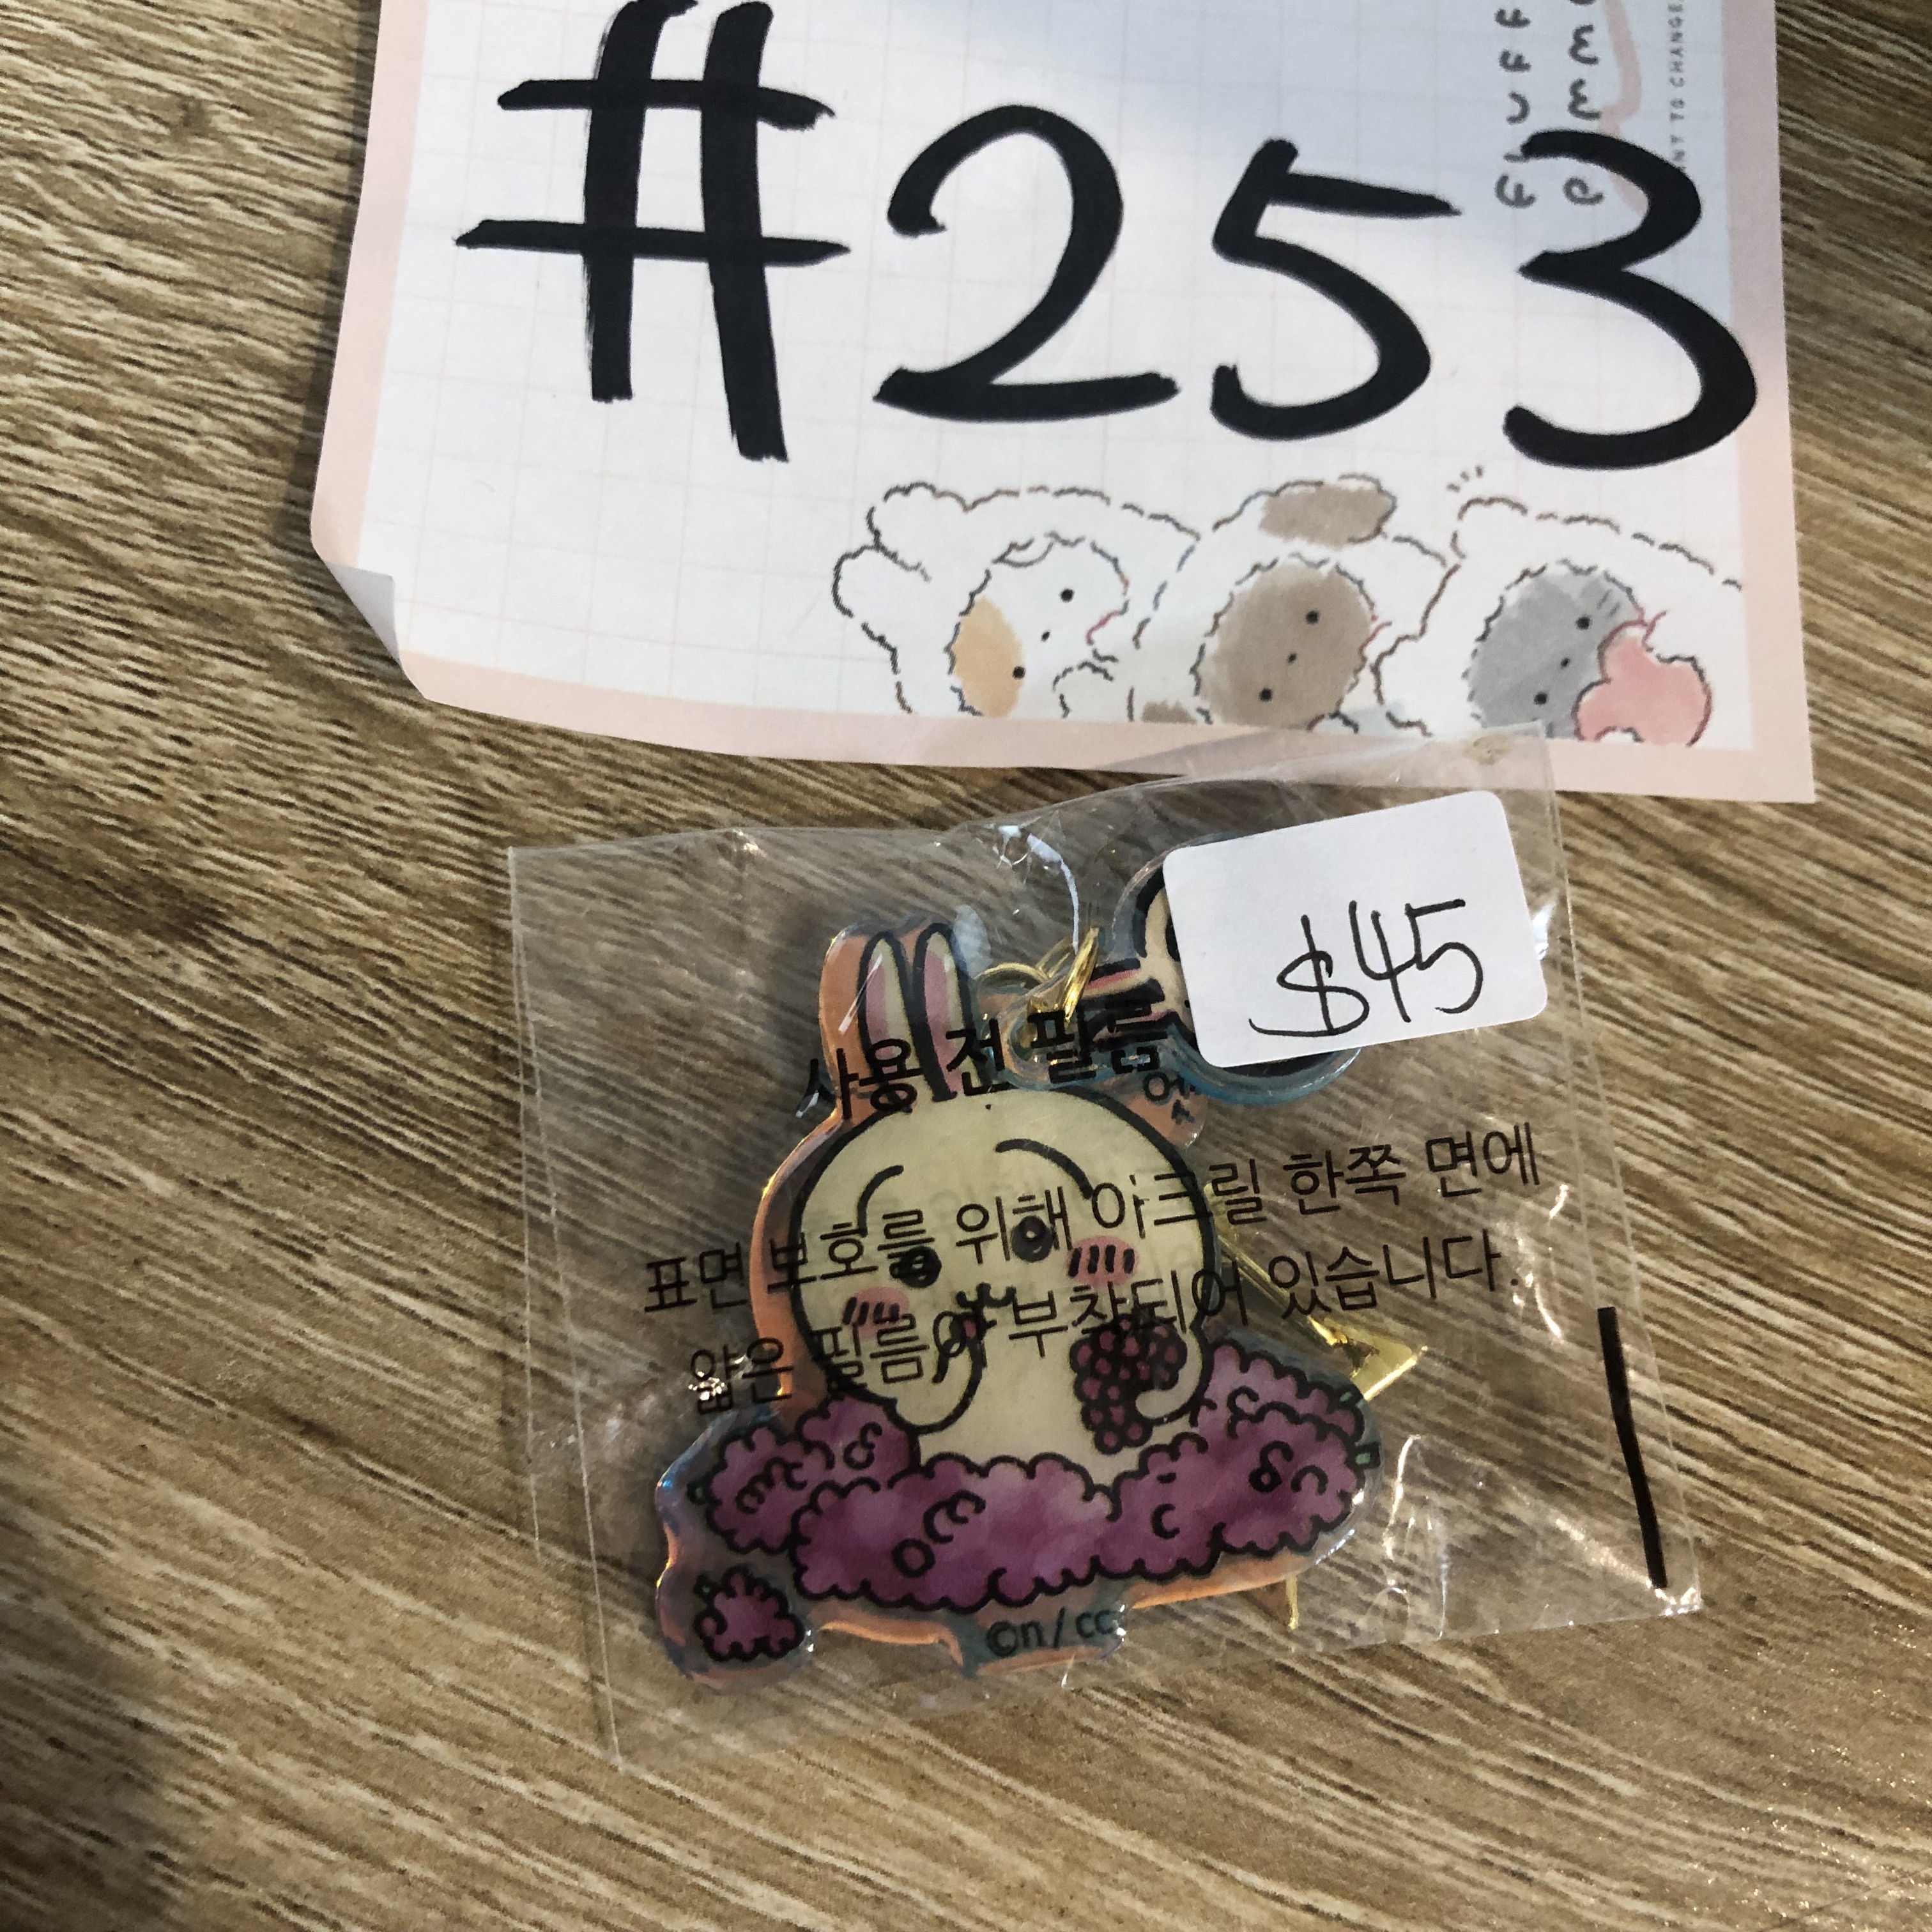 #253
$45
사용 전 필름
표면 보호를 위해 아크릴 한쪽 면에
얇은 필름이 부착되어 있습니다.
©n/cc